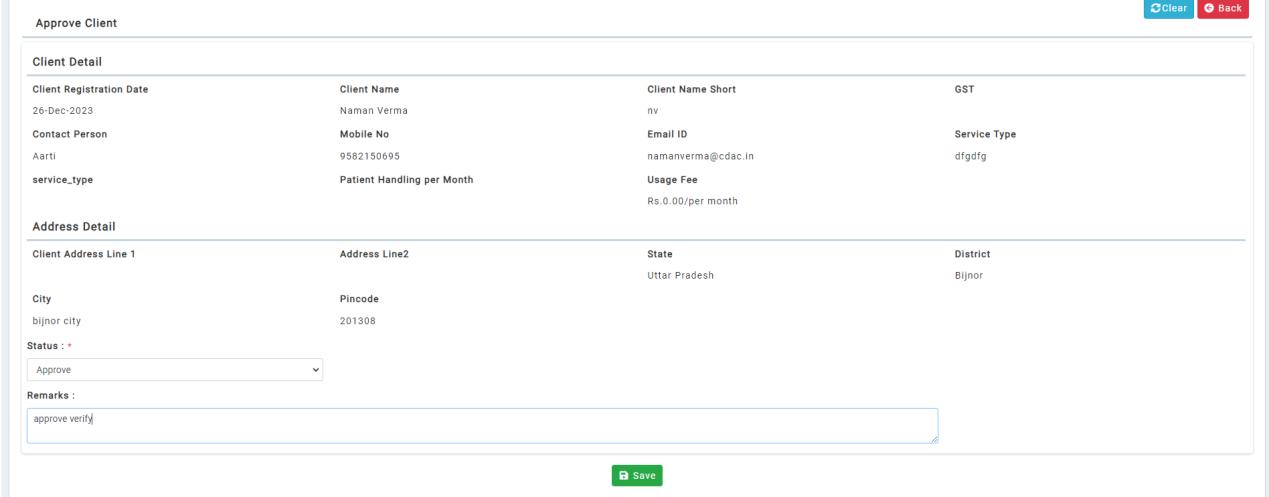 Clear Back
Approve Client
Client Detail
Client Registration Date Client Name Client Name Short GST
26-Dec-2023 Naman Verma nv
Contact Person Mobile No Email ID Service Type
Aarti 9582150695 namanverma@cdac.in dfgdfg
service_type Patient Handling per Month Usage Fee
Rs.0.00/per month
Address Detail
Client Address Line 1 Address Line2 State District
Uttar Pradesh Bijnor
City Pincode
bijnor city 201308
Status : *
Approve
Remarks :
approve verify
Save